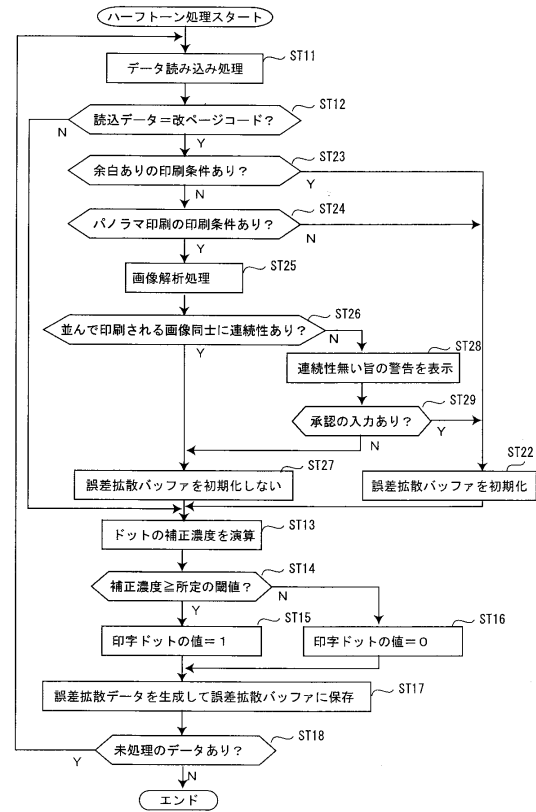 ハーフトーン処理スタート
データ読み込み処理
ST11
読込データ＝改ページコード？
ST12
N
Y
余白ありの印刷条件あり？
ST23
N
Y
パノラマ印刷の印刷条件あり？
ST24
Y
N
画像解析処理
ST25
並んで印刷される画像同士に連続性あり？
ST26
N
Y
連続性無い旨の警告を表示
ST28
承認の入力あり？
ST29
Y
N
誤差拡散バッファを初期化しない
ST27
誤差拡散バッファを初期化
ST22
ドットの補正濃度を演算
ST13
補正濃度≧所定の閾値？
ST14
N
Y
印字ドットの値＝１
ST15
印字ドットの値＝０
ST16
誤差拡散データを生成して誤差拡散バッファに保存
ST17
未処理のデータあり？
ST18
Y
N
エンド